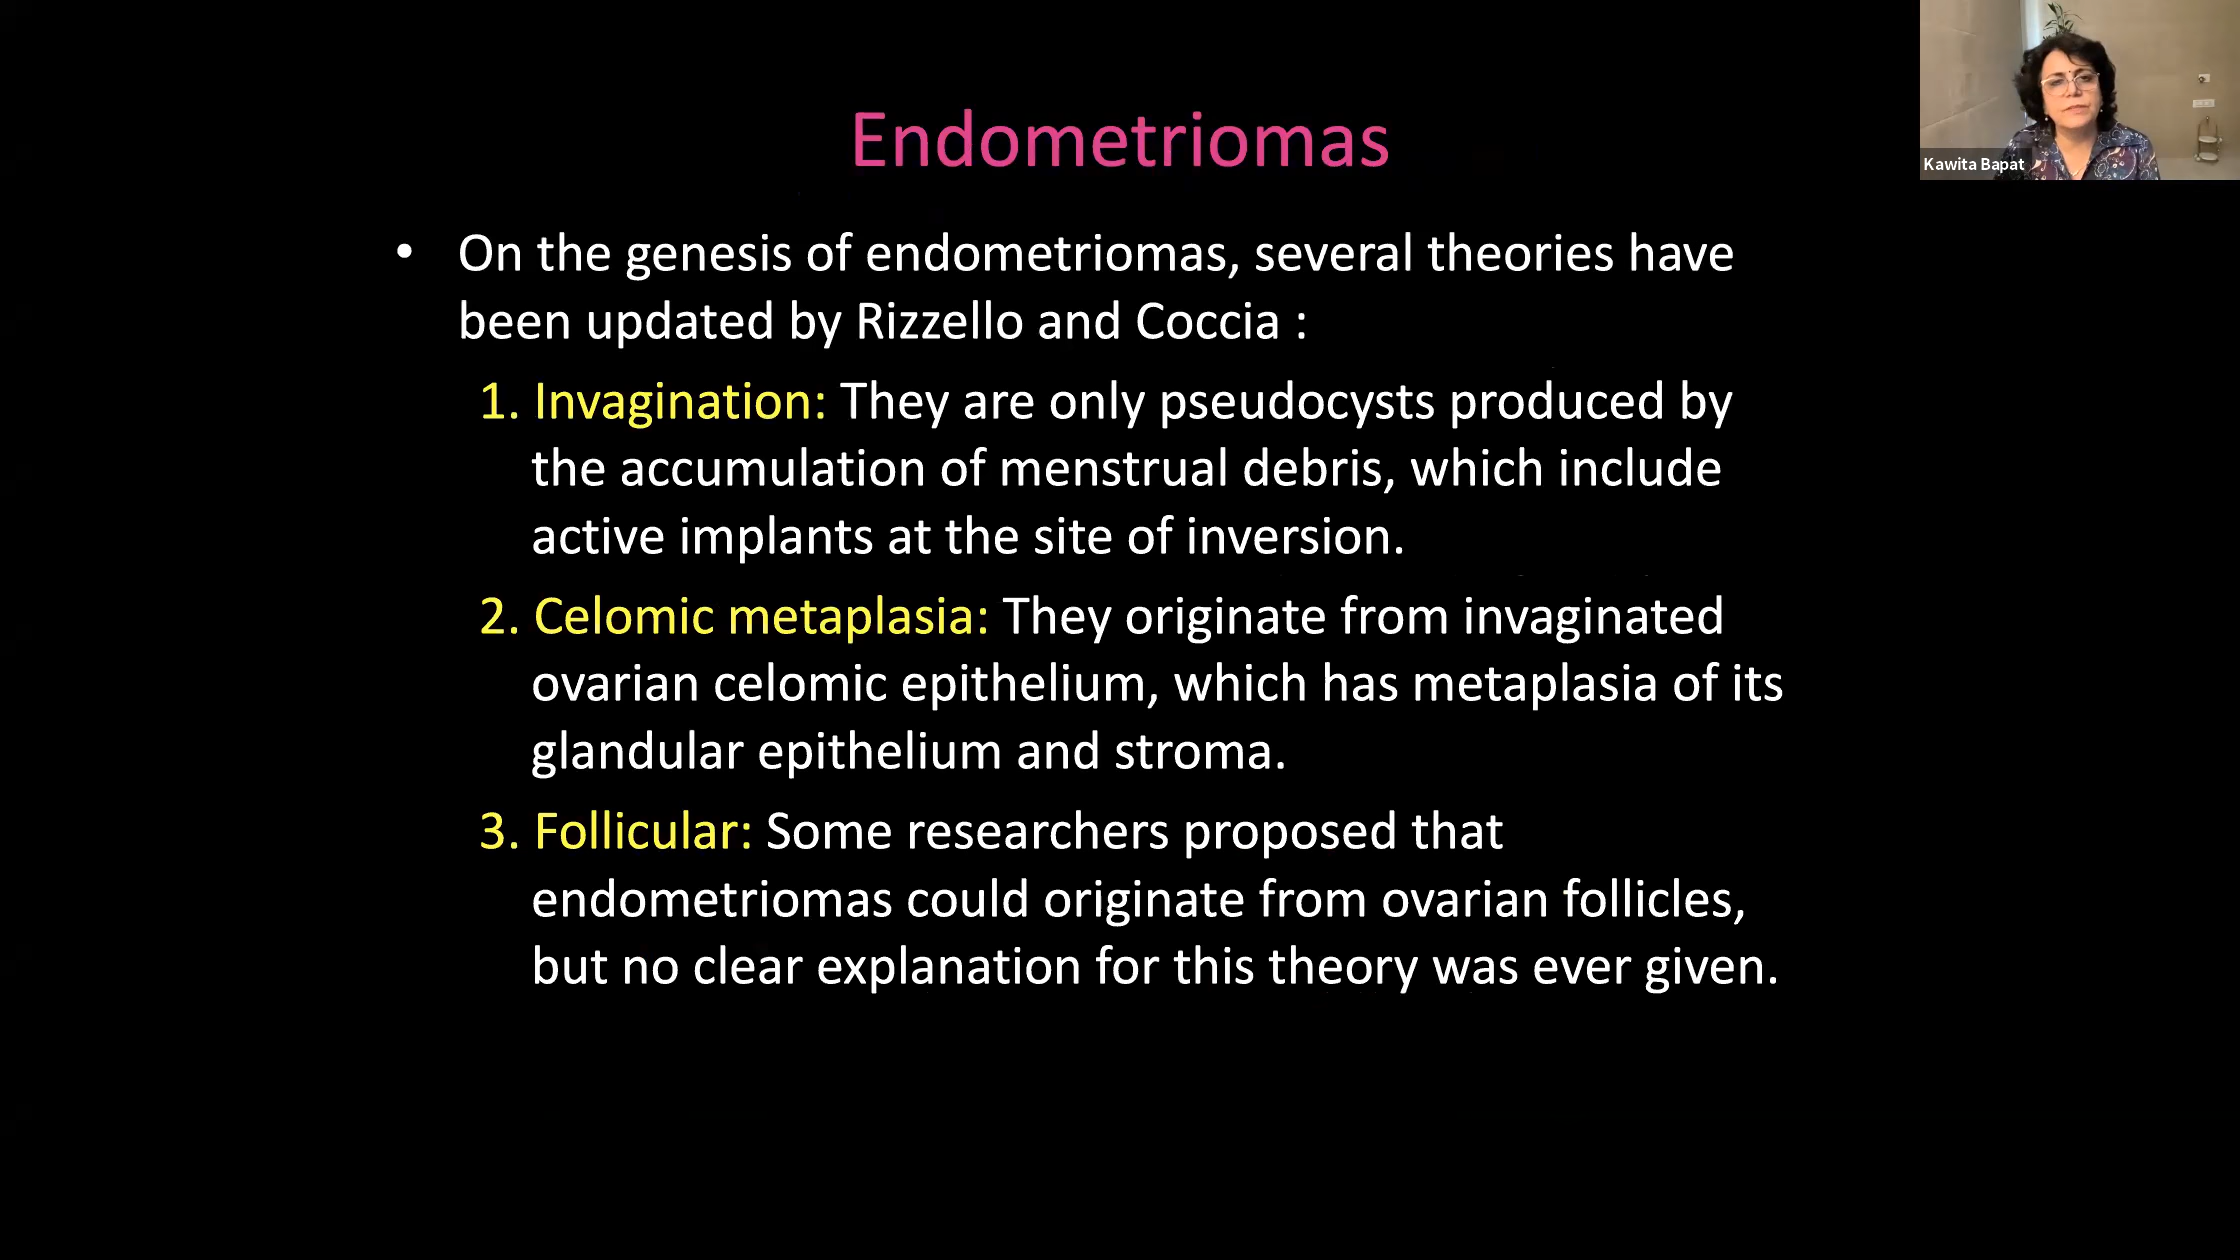 Endometriomas
Kawita Bapat
• On the genesis of endometriomas, several theories have
been updated by Rizzello and Coccia :
1. Invagination: They are only pseudocysts produced by
the accumulation of menstrual debris, which include
active implants at the site of inversion.
2. Celomic metaplasia: They originate from invaginated
ovarian celomic epithelium, which has metaplasia of its
glandular epithelium and stroma.
3. Follicular: Some researchers proposed that
endometriomas could originate from ovarian follicles,
but no clear explanation for this theory was ever given.